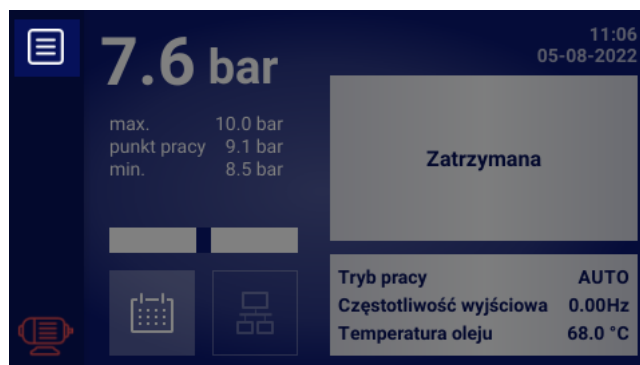 11:06
7.6 bar
05-08-2022
max. 10.0 bar
punkt pracy 9.1 bar
min. 8.5 bar
Zatrzymana
Tryb pracy AUTO
Częstotliwość wyjściowa 0.00Hz
Temperatura oleju 68.0 °C